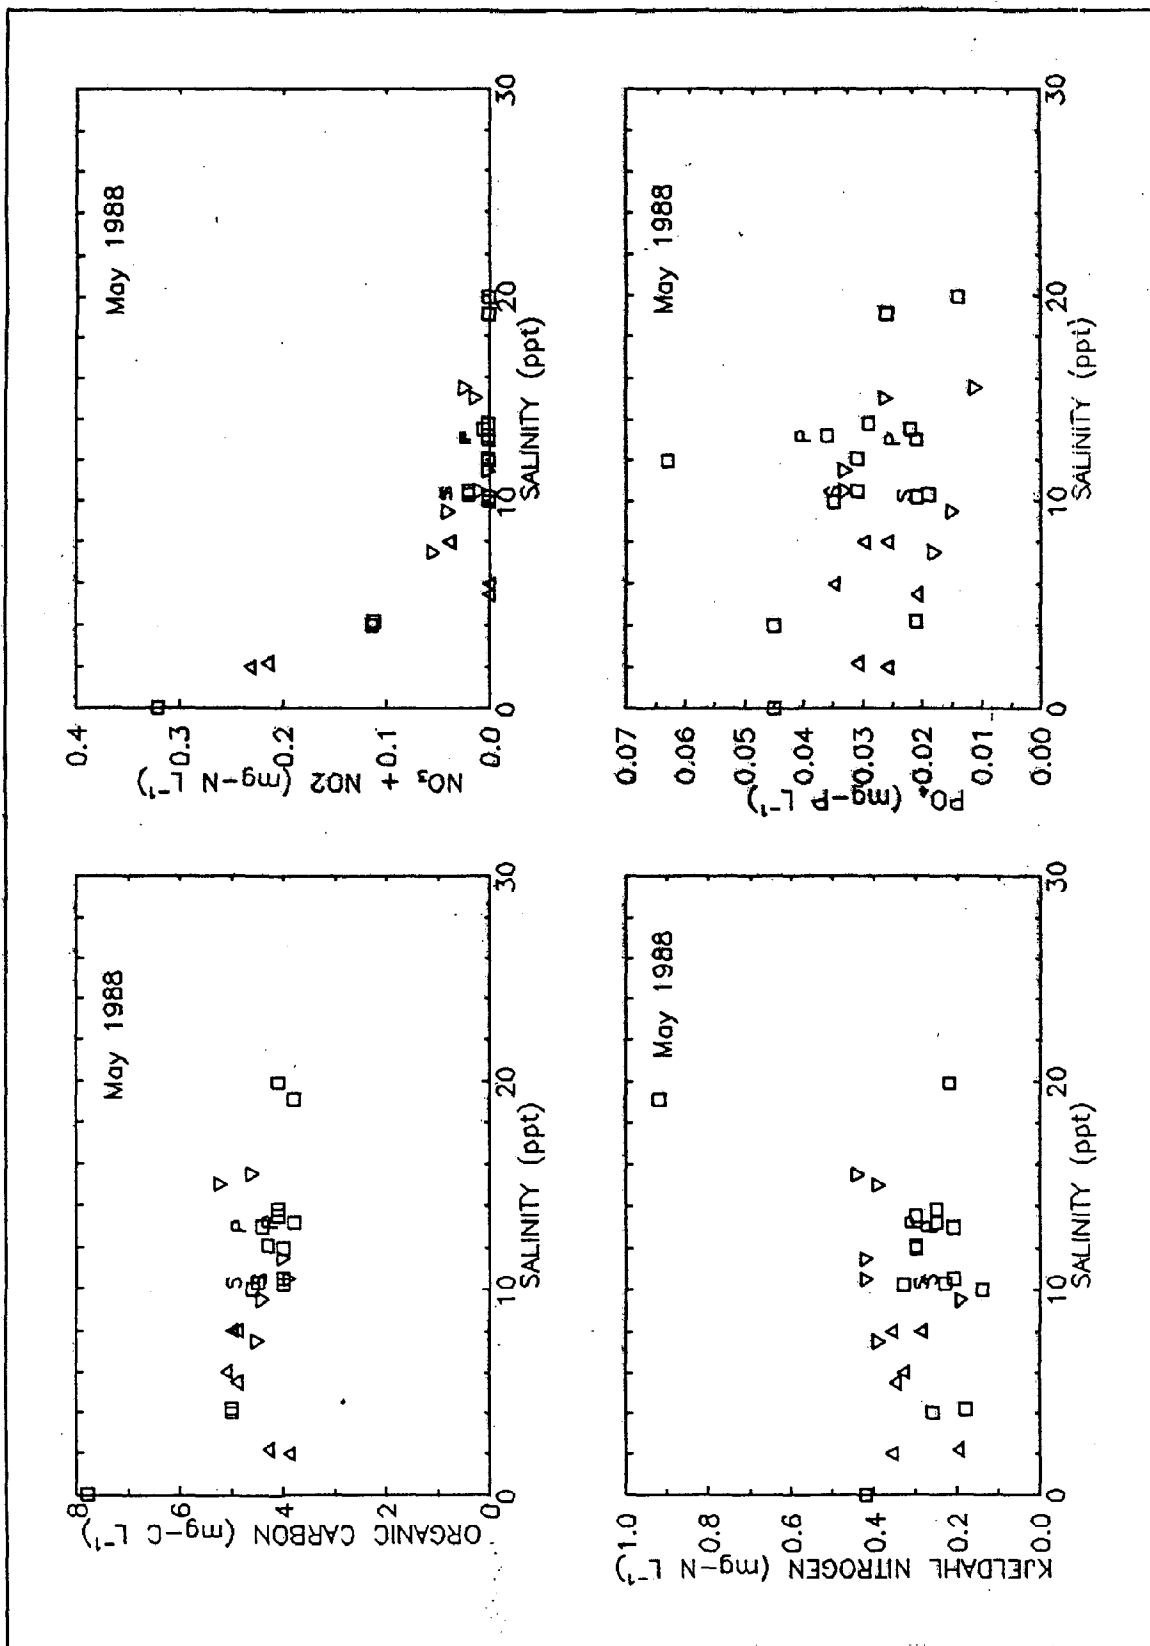 May 1988
8
6
4
2
0
ORGANIC CARBON (mg-C L⁻¹)
0
10
20
30
SALINITY (ppt)
P
P
S
S
May 1988
0.4
0.3
0.2
0.1
0.0
NO₃ + NO2 (mg-N L⁻¹)
0
10
20
30
SALINITY (ppt)
P
S
May 1988
1.0
0.8
0.6
0.4
0.2
0.0
KJELDAHL NITROGEN (mg-N L⁻¹)
0
10
20
30
SALINITY (ppt)
P
P
S
S
May 1988
0.07
0.06
0.05
0.04
0.03
0.02
0.01
0.00
PO₄ (mg-P L⁻¹)
0
10
20
30
SALINITY (ppt)
P
P
S
S